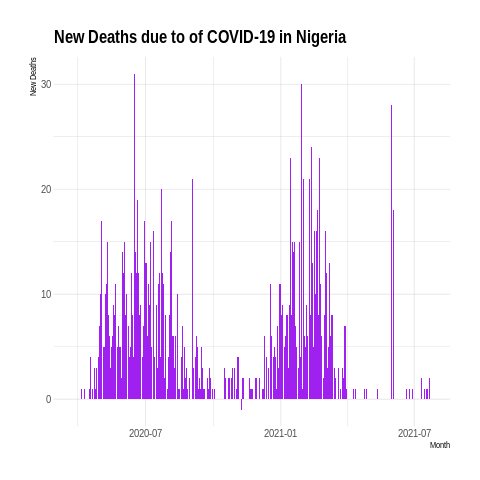 New Deaths due to of COVID-19 in Nigeria
New Deaths
30
20
10
0
2020-07
2021-01
2021-07
Month